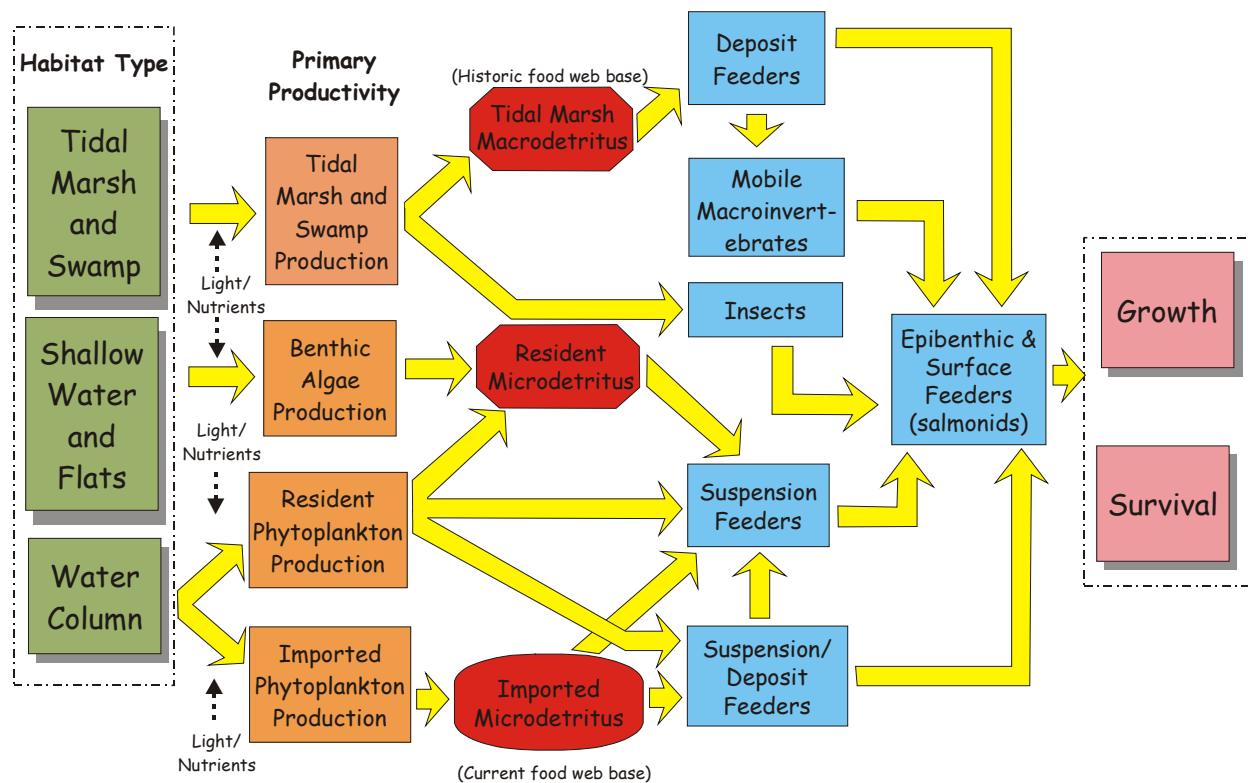 Habitat Type
Tidal
Marsh
and
Swamp
Shallow
Water
and
Flats
Water
Column
Light/
Nutrients
Light/
Nutrients
Light/
Nutrients
Primary
Productivity
Tidal
Marsh and
Swamp
Production
Benthic
Algae
Production
Resident
Phytoplankton
Production
Imported
Phytoplankton
Production
(Historic food web base)
Tidal Marsh
Macrodetritus
Resident
Microdetritus
Imported
Microdetritus
(Current food web base)
Deposit
Feeders
Mobile
Macroinvert-
ebrates
Insects
Suspension
Feeders
Suspension/
Deposit
Feeders
Epibenthic &
Surface
Feeders
(salmonids)
Growth
Survival